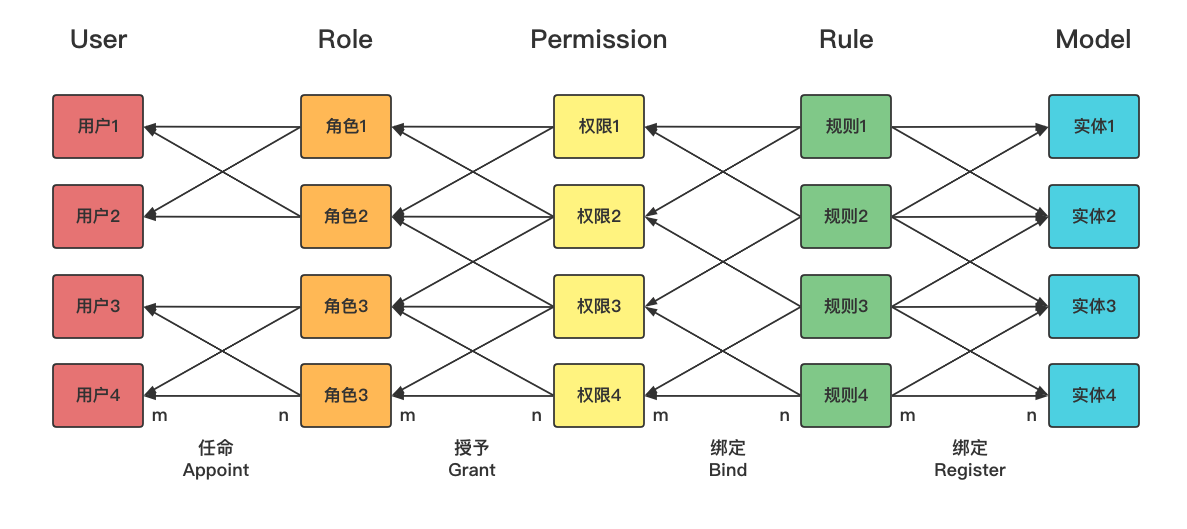 User Role Permission Rule Model
用户1 角色1 权限1 规则1 实体1
用户2 角色2 权限2 规则2 实体2
用户3 角色3 权限3 规则3 实体3
用户4 角色3 权限4 规则4 实体4
m n m n m n m n
任命 授予 绑定 绑定
Appoint Grant Bind Register